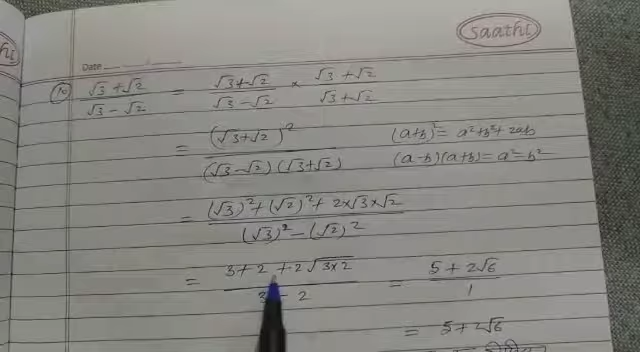 saathi
Date
10 (√3 + √2)/(√3 − √2) = (√3 + √2)/(√3 − √2) × (√3 + √2)/(√3 + √2)
= (√3+√2)²/((√3 − √2)(√3 + √2)) (a+b)² = a²+b²+2ab
(a−b)(a+b) = a²−b²
= ((√3)² + (√2)² + 2×√3×√2)/((√3)² − (√2)²)
= (3 + 2 + 2√3×2)/(3 − 2) = (5 + 2√6)/1
= 5 + 2√6